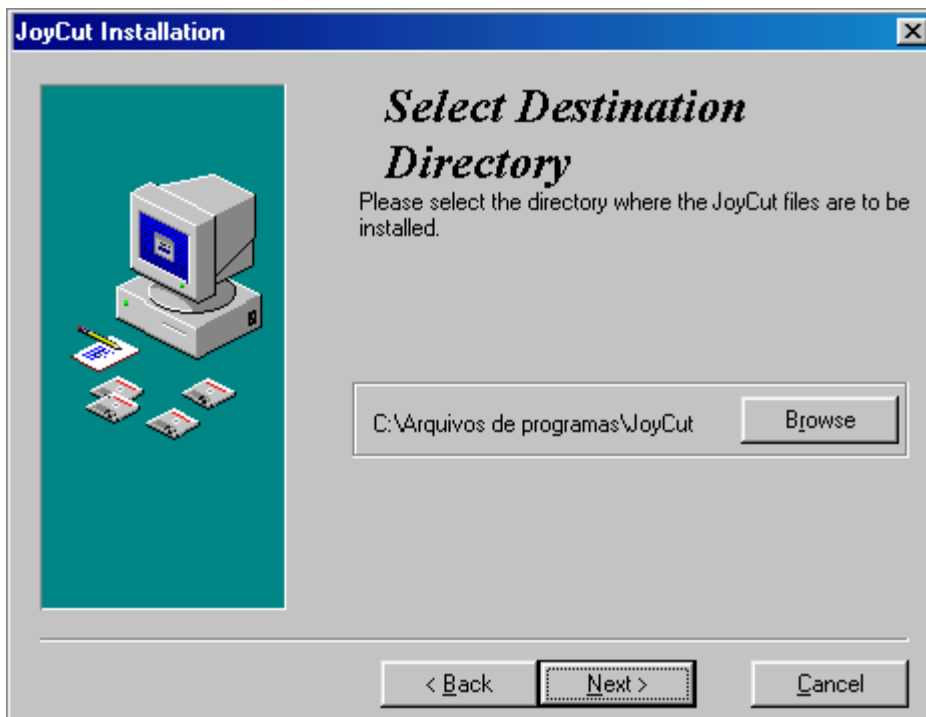 JoyCut Installation
Select Destination
Directory
Please select the directory where the JoyCut files are to be
installed.
C:\Arquivos de programas\JoyCut
Browse
< Back
Next >
Cancel